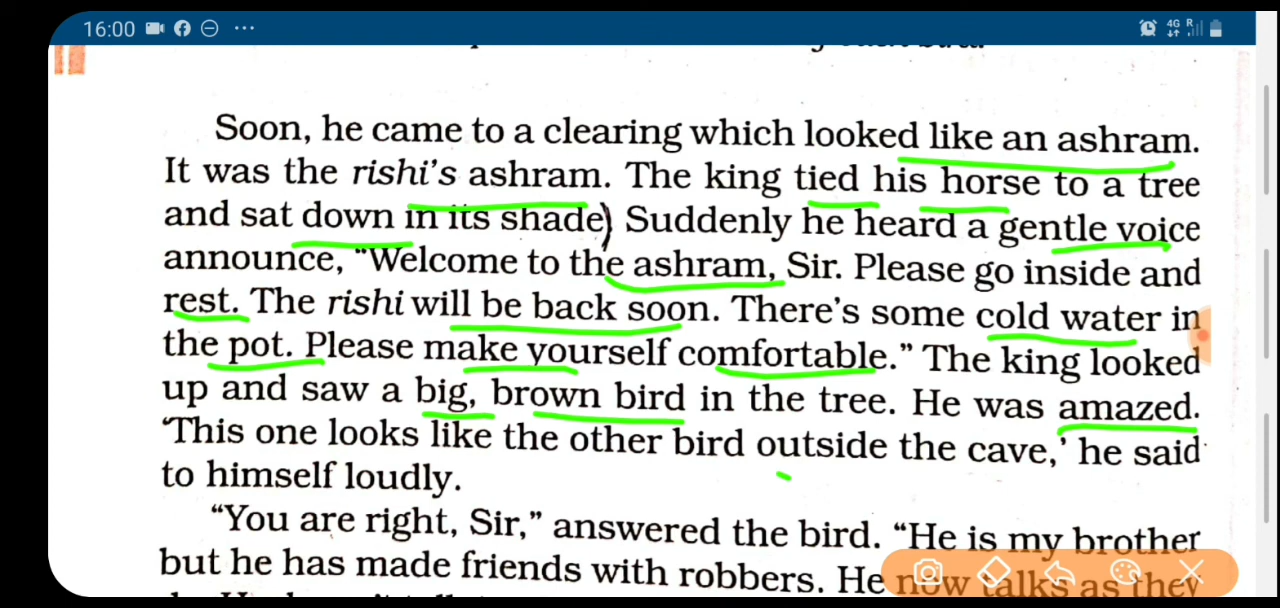 16:00
4G R
Soon, he came to a clearing which looked like an ashram.
It was the rishi's ashram. The king tied his horse to a tree
and sat down in its shade) Suddenly he heard a gentle voice
announce, "Welcome to the ashram, Sir. Please go inside and
rest. The rishi will be back soon. There's some cold water in
the pot. Please make yourself comfortable." The king looked
up and saw a big, brown bird in the tree. He was amazed.
'This one looks like the other bird outside the cave,' he said
to himself loudly.
"You are right, Sir," answered the bird. "He is my brother
but he has made friends with robbers. He now talks as they